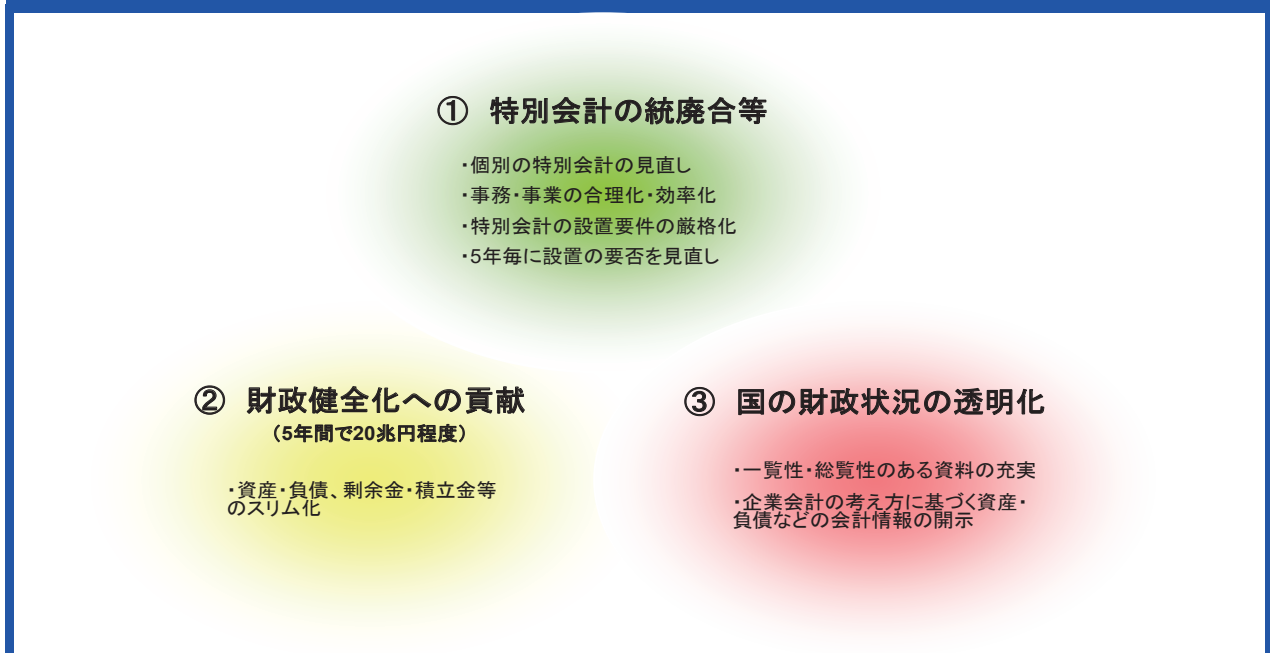 ① 特別会計の統廃合等
・個別の特別会計の見直し
・事務・事業の合理化・効率化
・特別会計の設置要件の厳格化
・5年毎に設置の要否を見直し
② 財政健全化への貢献
（5年間で20兆円程度）
・資産・負債、剰余金・積立金等
のスリム化
③ 国の財政状況の透明化
・一覧性・総覧性のある資料の充実
・企業会計の考え方に基づく資産・
負債などの会計情報の開示